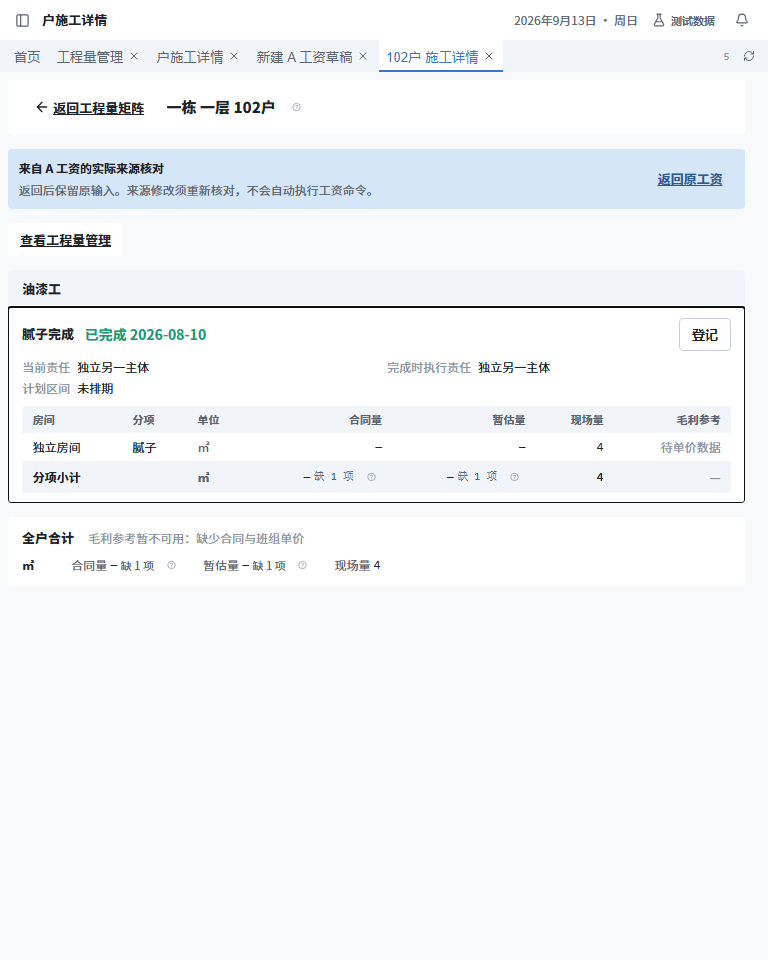 户施工详情
2026年9月13日 · 周日 测试数据
首页 工程量管理 × 户施工详情 × 新建 A 工资草稿 × 102户 施工详情 × 5
← 返回工程量矩阵 一栋 一层 102户
来自 A 工资的实际来源核对
返回后保留原输入。来源修改须重新核对，不会自动执行工资命令。
返回原工资
查看工程量管理
油漆工
腻子完成 已完成 2026-08-10 登记
当前责任 独立另一主体 完成时执行责任 独立另一主体
计划区间 未排期
房间 分项 单位 合同量 暂估量 现场量 毛利参考
独立房间 腻子 ㎡ – – 4 待单价数据
分项小计 ㎡ – 缺 1 项 – 缺 1 项 4 —
全户合计 毛利参考暂不可用：缺少合同与班组单价
㎡ 合同量 – 缺 1 项 暂估量 – 缺 1 项 现场量 4